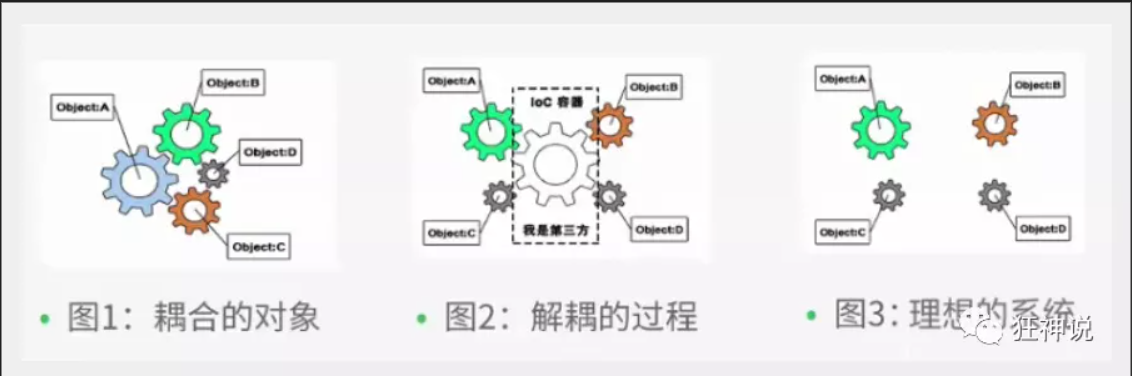 Object:A
Object:B
Object:D
Object:C
图1：耦合的对象
Object:A
IoC 容器
Object:B
Object:C
我是第三方
Object:D
图2：解耦的过程
Object:A
Object:B
Object:C
Object:D
图3：理想的系统
狂神说